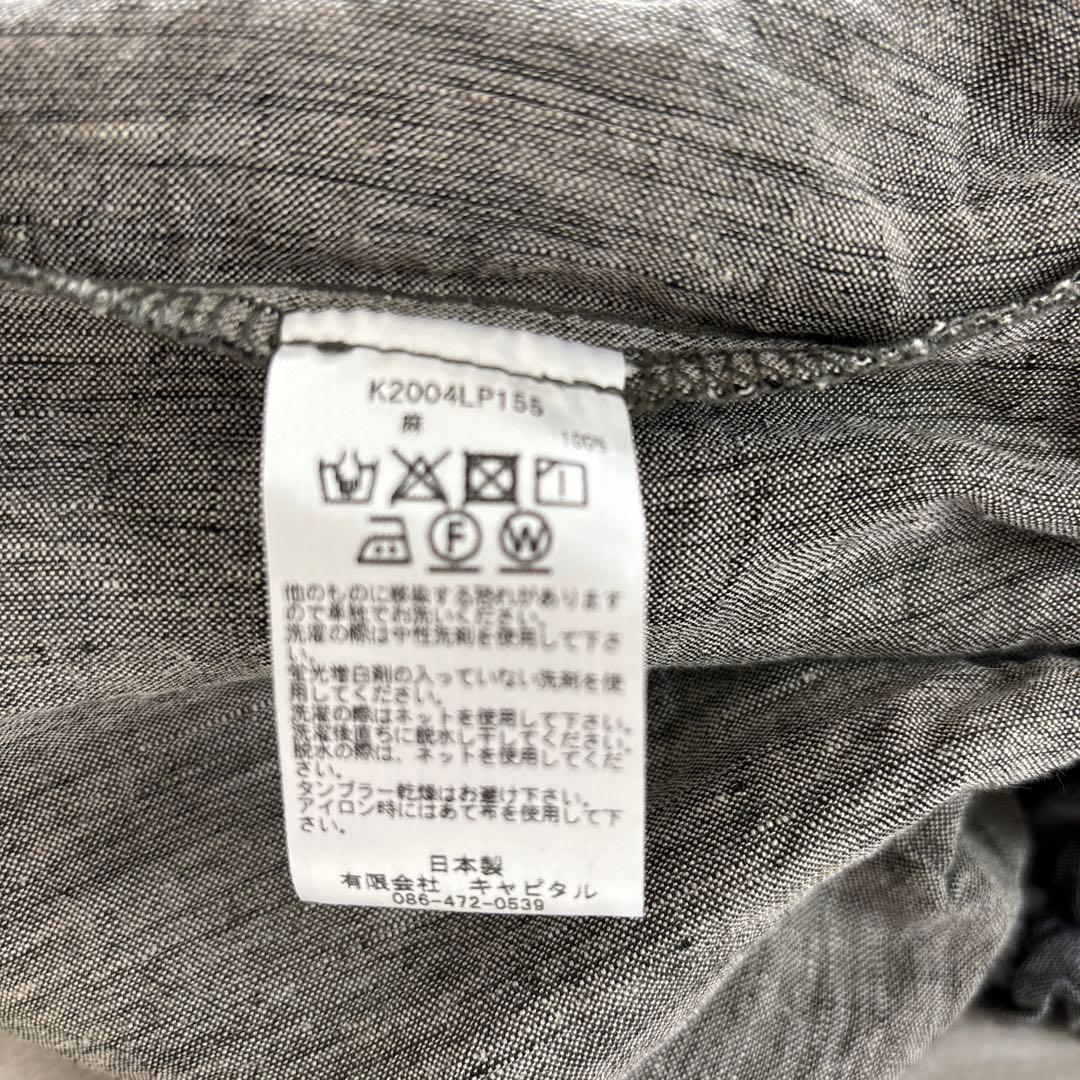 K2004LP155
麻 100%
F W
他のものに移染する恐れがあります
ので単独でお洗いください。
洗濯の際は中性洗剤を使用して下さ
い。
蛍光増白剤の入っていない洗剤を使
用してください。
洗濯の際はネットを使用して下さい。
洗濯後直ちに脱水し干してください。
脱水の際は、ネットを使用してくだ
さい。
タンブラー乾燥はお避け下さい。
アイロン時にはあて布を使用して下
さい。
日本製
有限会社 キャピタル
086-472-0539